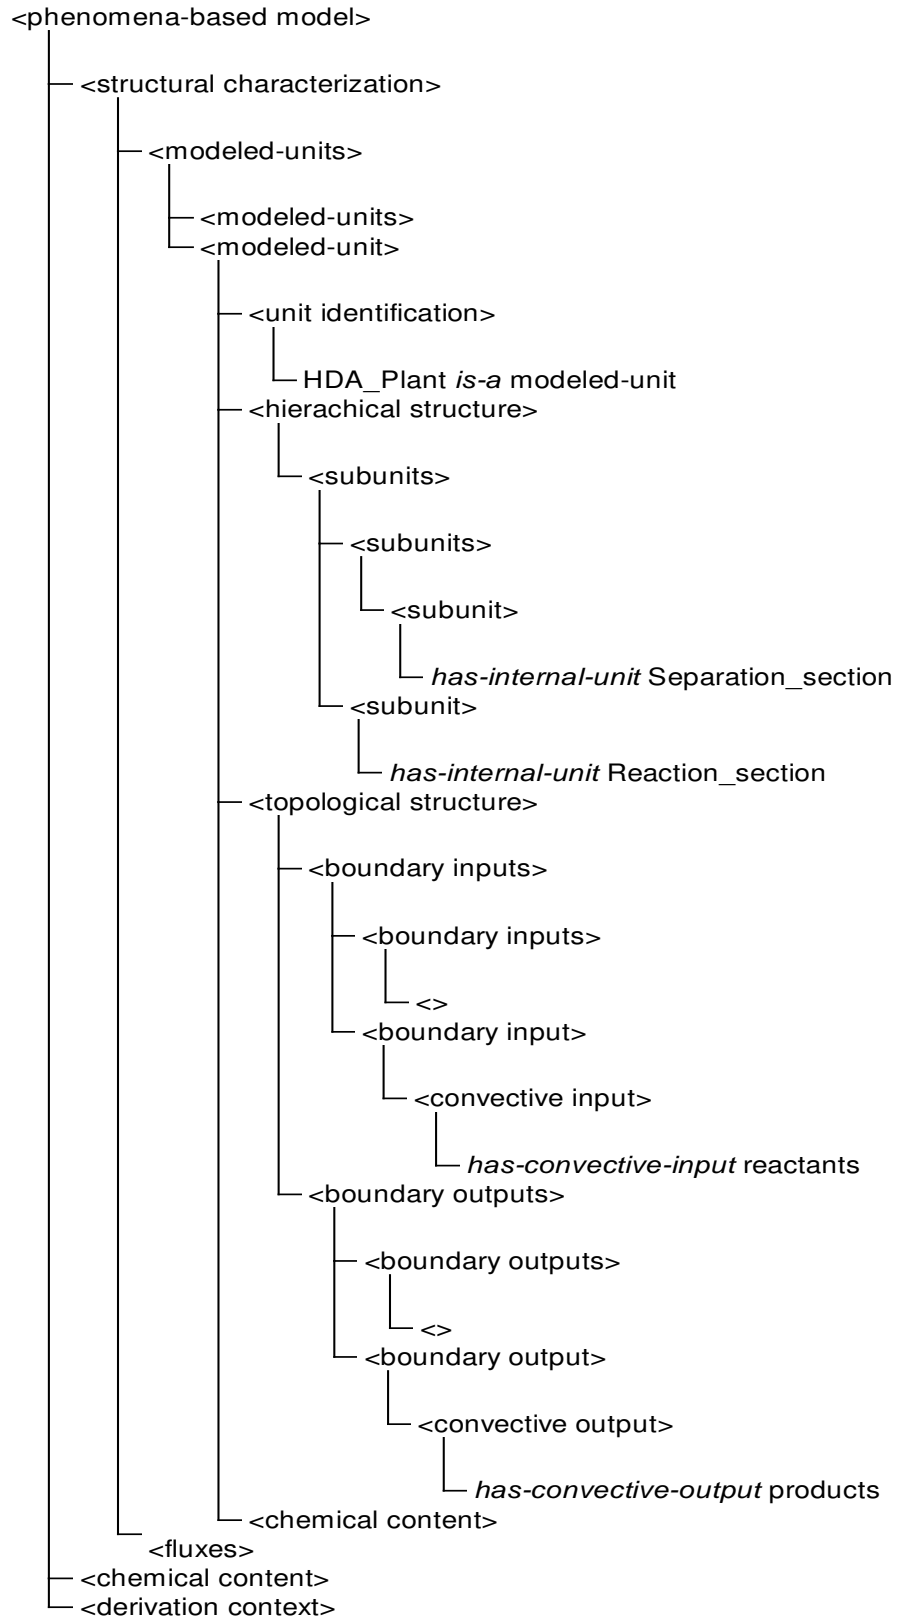 <phenomena-based model>
<structural characterization>
<modeled-units>
<modeled-units>
<modeled-unit>
<unit identification>
HDA_Plant is-a modeled-unit
<hierachical structure>
<subunits>
<subunits>
<subunit>
has-internal-unit Separation_section
<subunit>
has-internal-unit Reaction_section
<topological structure>
<boundary inputs>
<boundary inputs>
<>
<boundary input>
<convective input>
has-convective-input reactants
<boundary outputs>
<boundary outputs>
<>
<boundary output>
<convective output>
has-convective-output products
<chemical content>
<fluxes>
<chemical content>
<derivation context>